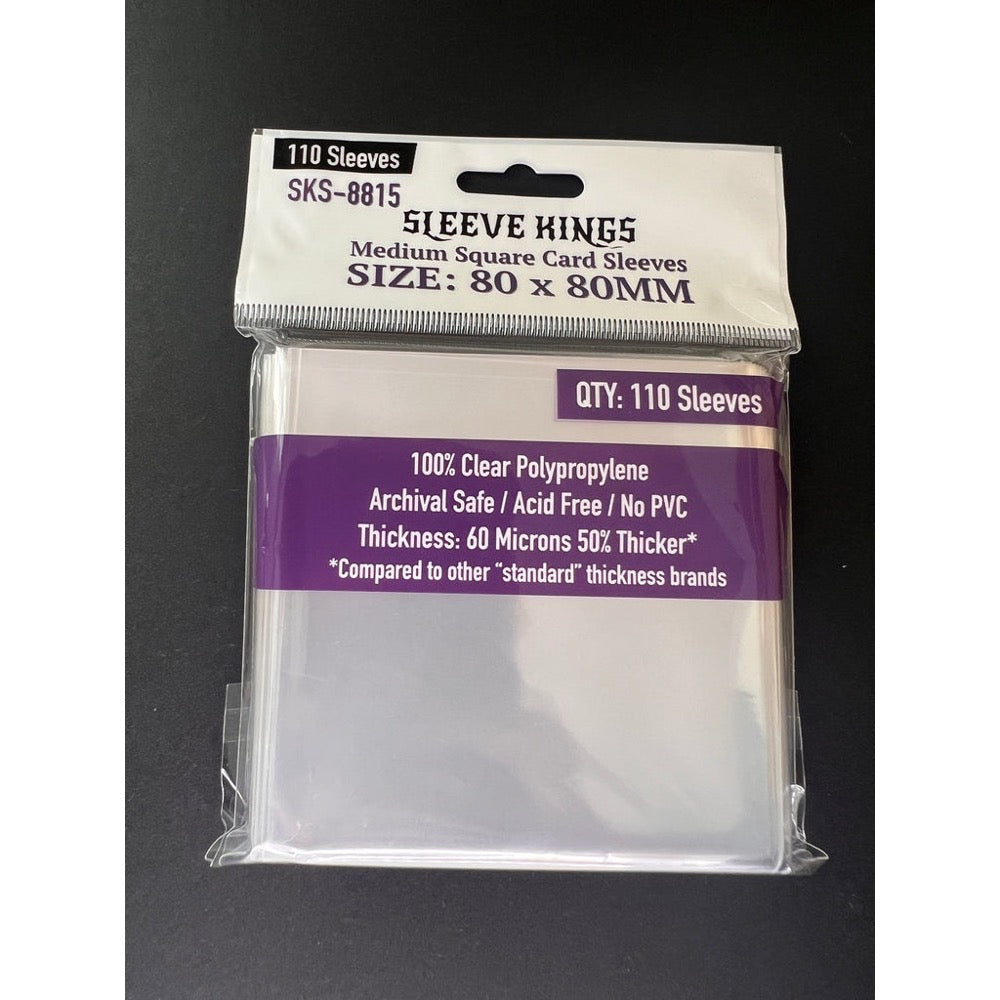 110 Sleeves
SKS-8815
SLEEVE KINGS
Medium Square Card Sleeves
SIZE: 80 x 80MM
QTY: 110 Sleeves
100% Clear Polypropylene
Archival Safe / Acid Free / No PVC
Thickness: 60 Microns 50% Thicker*
*Compared to other “standard” thickness brands